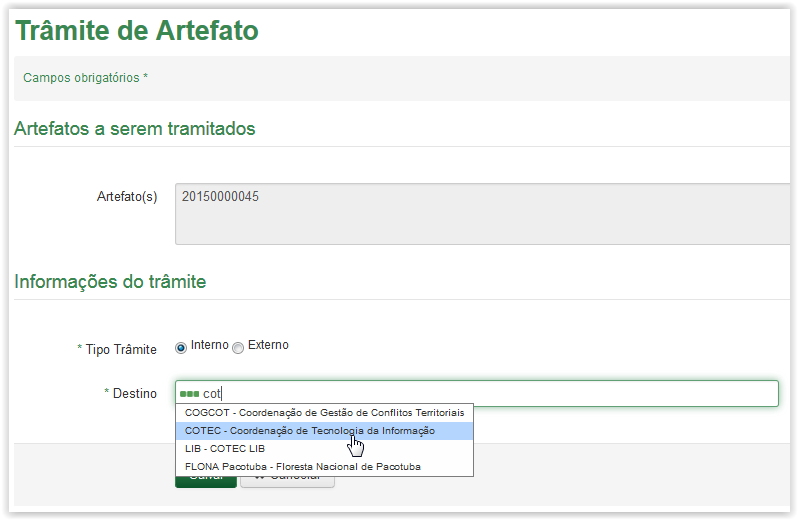 Trâmite de Artefato
Campos obrigatórios *
Artefatos a serem tramitados
Artefato(s)
20150000045
Informações do trâmite
* Tipo Trâmite
Interno
Externo
* Destino
cot
COGCOT - Coordenação de Gestão de Conflitos Territoriais
COTEC - Coordenação de Tecnologia da Informação
LIB - COTEC LIB
FLONA Pacotuba - Floresta Nacional de Pacotuba
Salvar
Cancelar